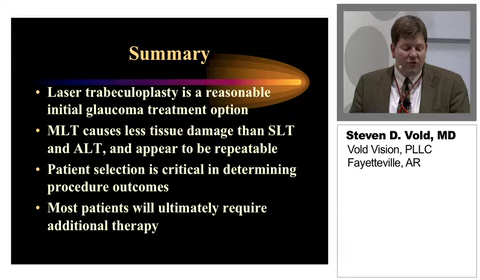 Summary
• Laser trabeculoplasty is a reasonable
initial glaucoma treatment option
• MLT causes less tissue damage than SLT
and ALT, and appear to be repeatable
• Patient selection is critical in determining
procedure outcomes
• Most patients will ultimately require
additional therapy
Steven D. Vold, MD
Vold Vision, PLLC
Fayetteville, AR